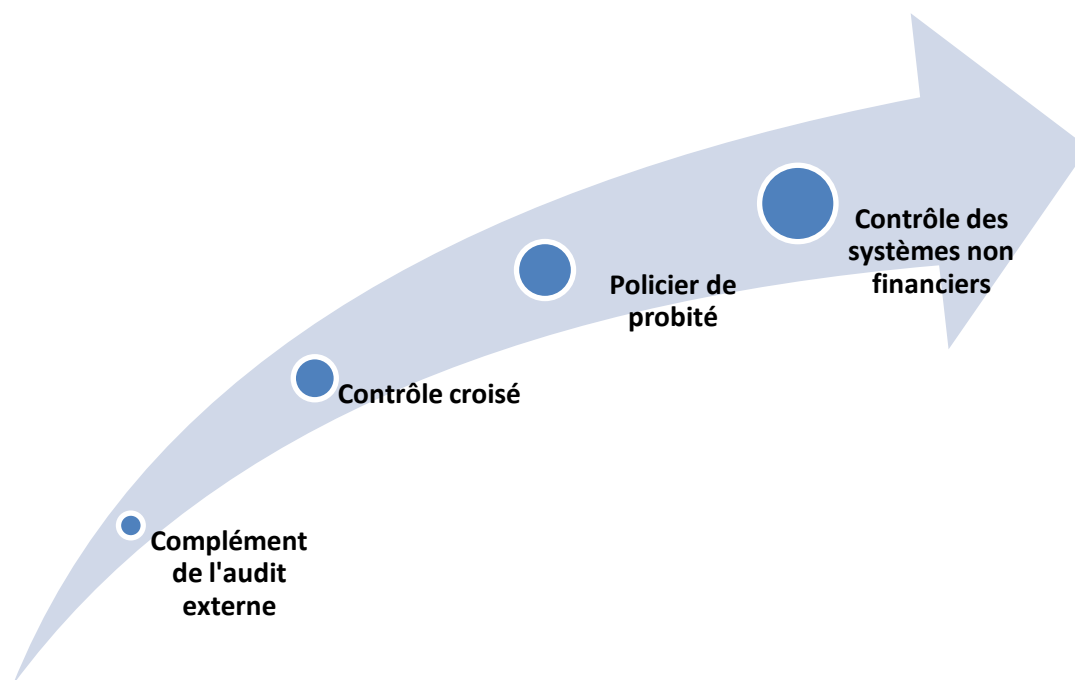 Contrôle des
systèmes non
financiers
Policier de
probité
Contrôle croisé
Complément
de l'audit
externe